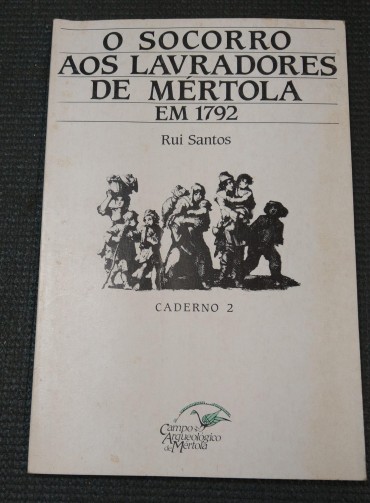 O SOCORRO
AOS LAVRADORES
DE MÉRTOLA
EM 1792
Rui Santos
CADERNO 2
Campo
Arqueológico
de Mértola